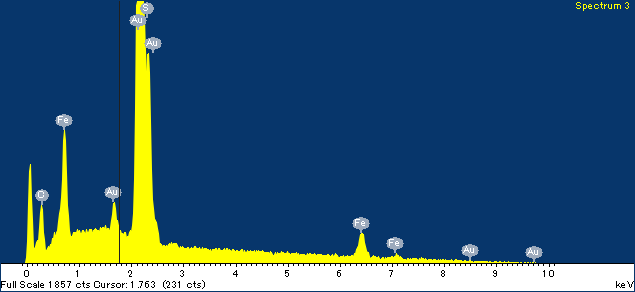 Spectrum 3
S
Au
Au
Fe
Au
Fe
Fe
Au
Au
0 1 2 3 4 5 6 7 8 9 10
Full Scale 1857 cts Cursor: 1.763 (231 cts) keV